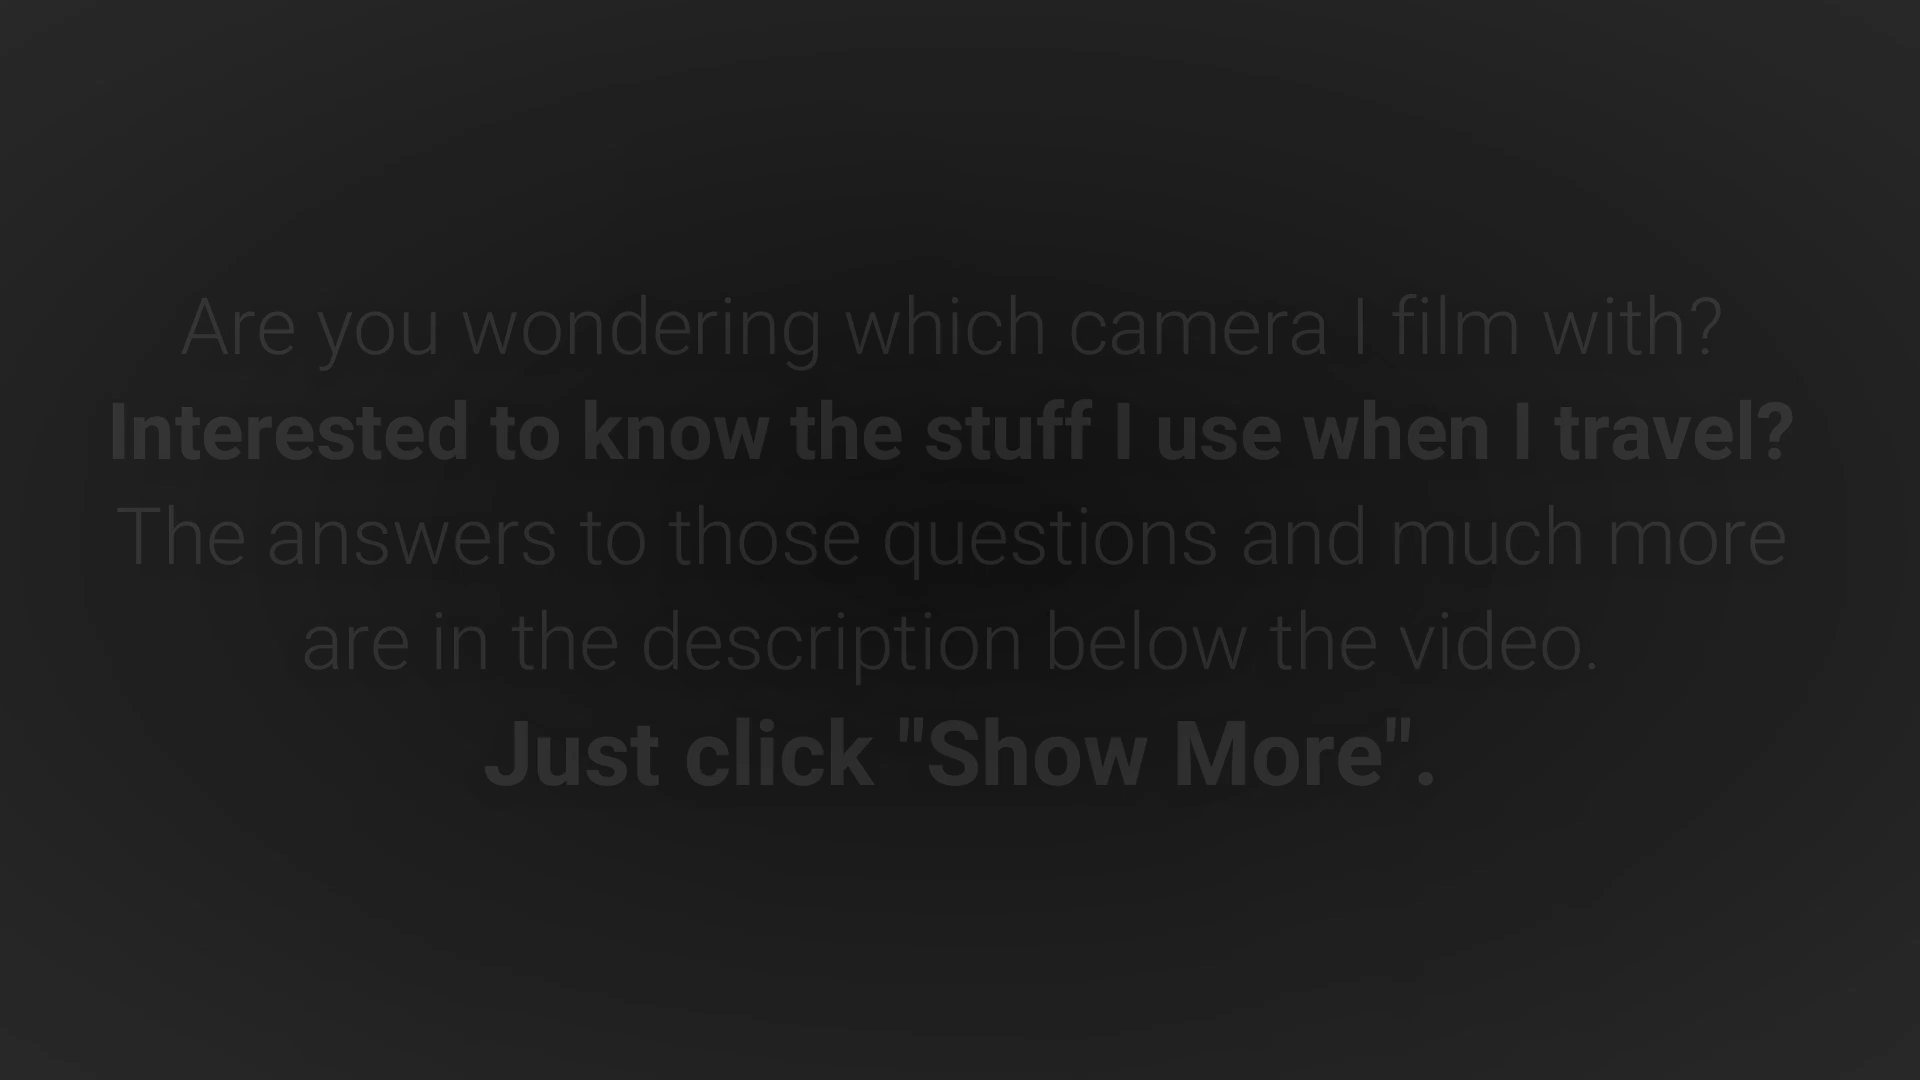 Are you wondering which camera I film with?
Interested to know the stuff I use when I travel?
The answers to those questions and much more
are in the description below the video.
Just click "Show More".